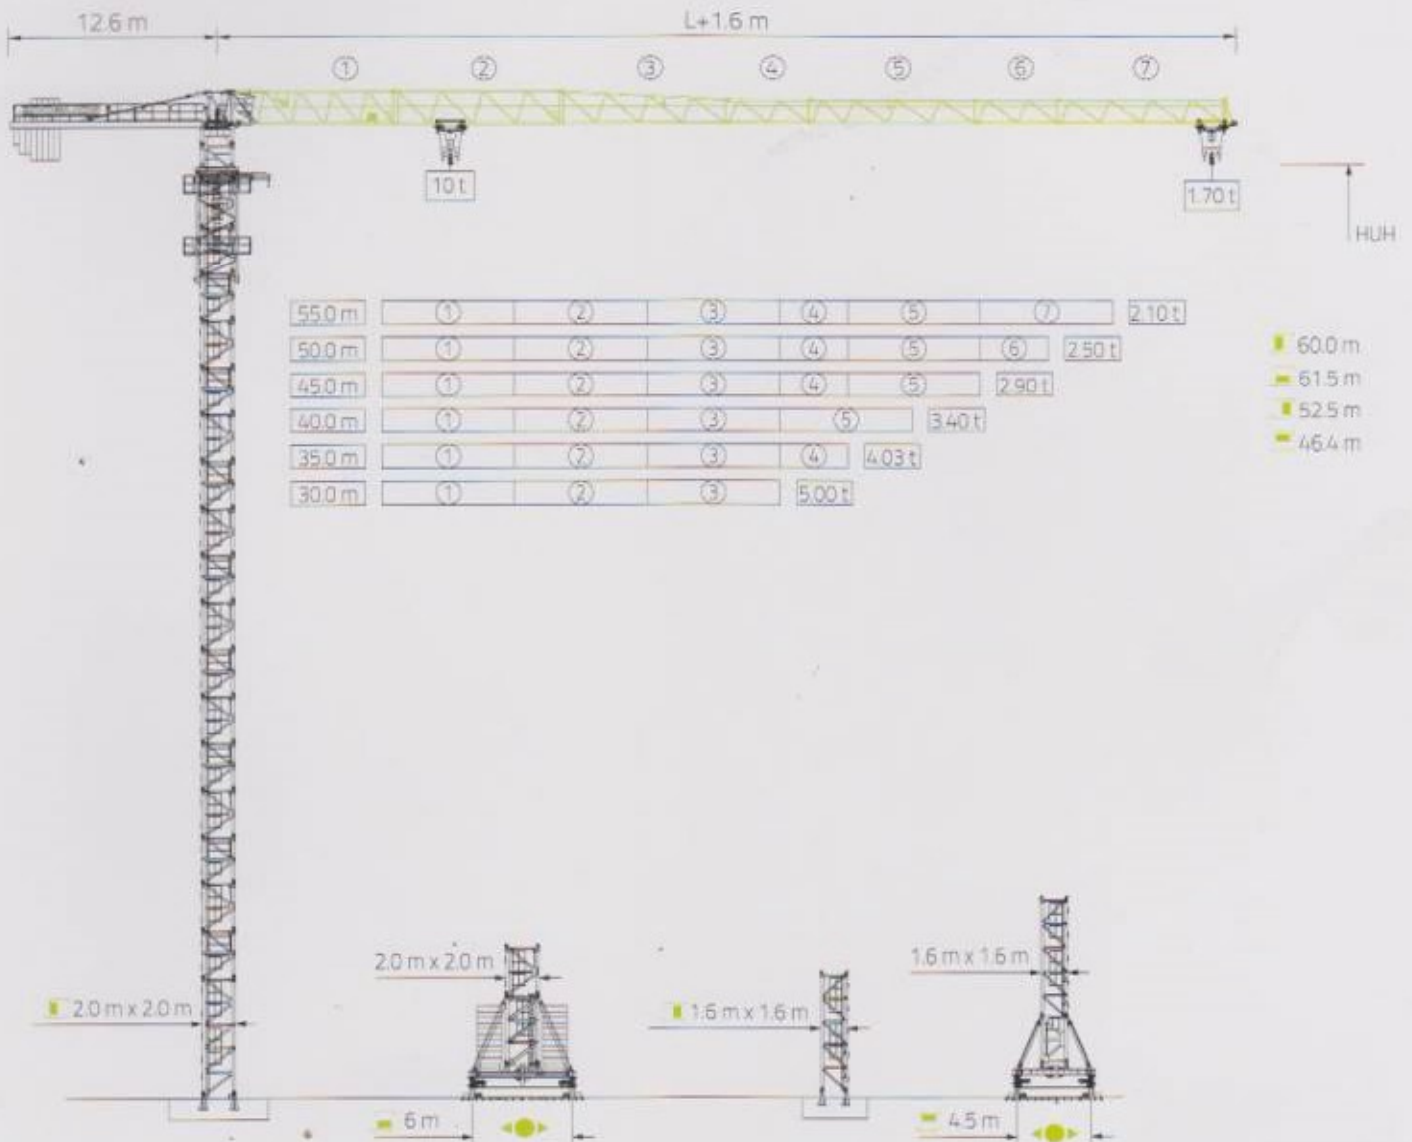 12.6 m
L+1.6 m
① ② ③ ④ ⑤ ⑥ ⑦
10 t
1.70 t
HUH
55.0 m ① ② ③ ④ ⑤ ⑦ 2.10 t
50.0 m ① ② ③ ④ ⑤ ⑥ 2.50 t
45.0 m ① ② ③ ④ ⑤ 2.90 t
40.0 m ① ② ③ ⑤ 3.40 t
35.0 m ① ② ③ ④ 4.03 t
30.0 m ① ② ③ 5.00 t
60.0 m
61.5 m
52.5 m
46.4 m
2.0 m x 2.0 m
2.0 m x 2.0 m
1.6 m x 1.6 m
1.6 m x 1.6 m
6 m
4.5 m